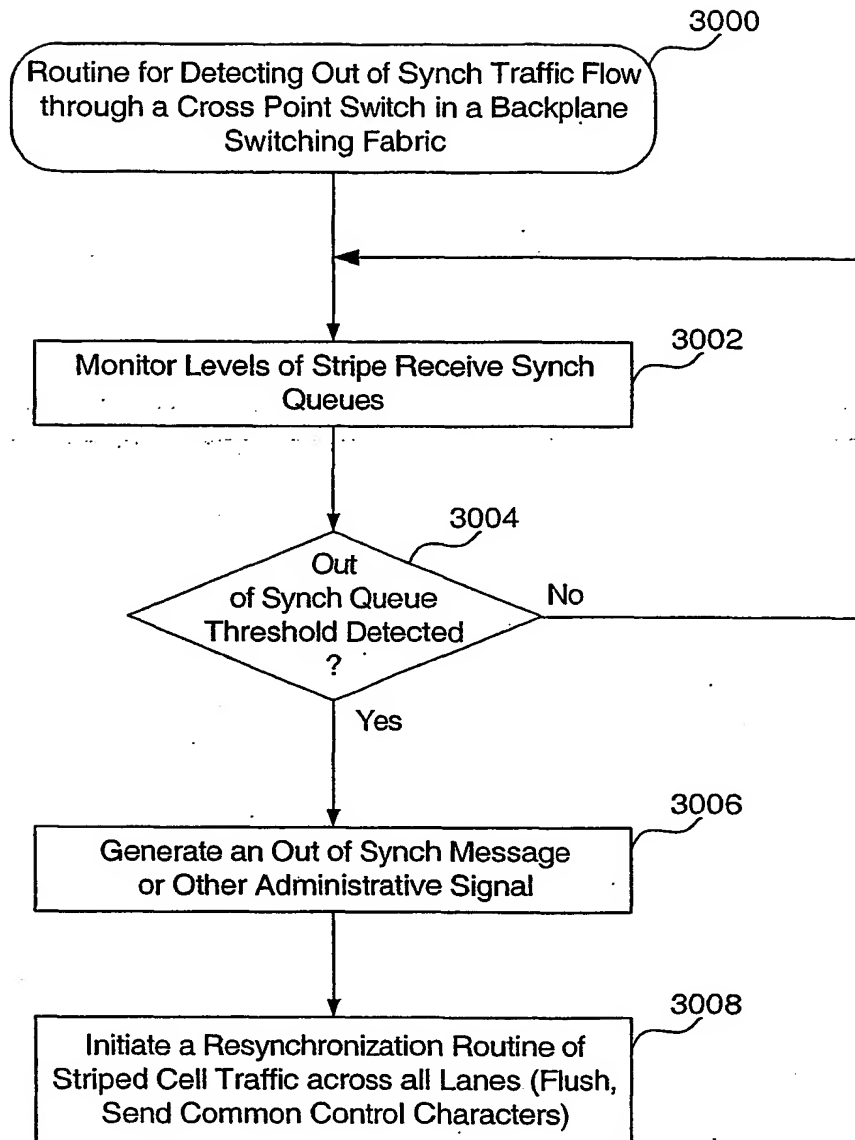 3000
Routine for Detecting Out of Synch Traffic Flow
through a Cross Point Switch in a Backplane
Switching Fabric
3002
Monitor Levels of Stripe Receive Synch
Queues
3004
Out
of Synch Queue
Threshold Detected
?
No
Yes
3006
Generate an Out of Synch Message
or Other Administrative Signal
3008
Initiate a Resynchronization Routine of
Striped Cell Traffic across all Lanes (Flush,
Send Common Control Characters)